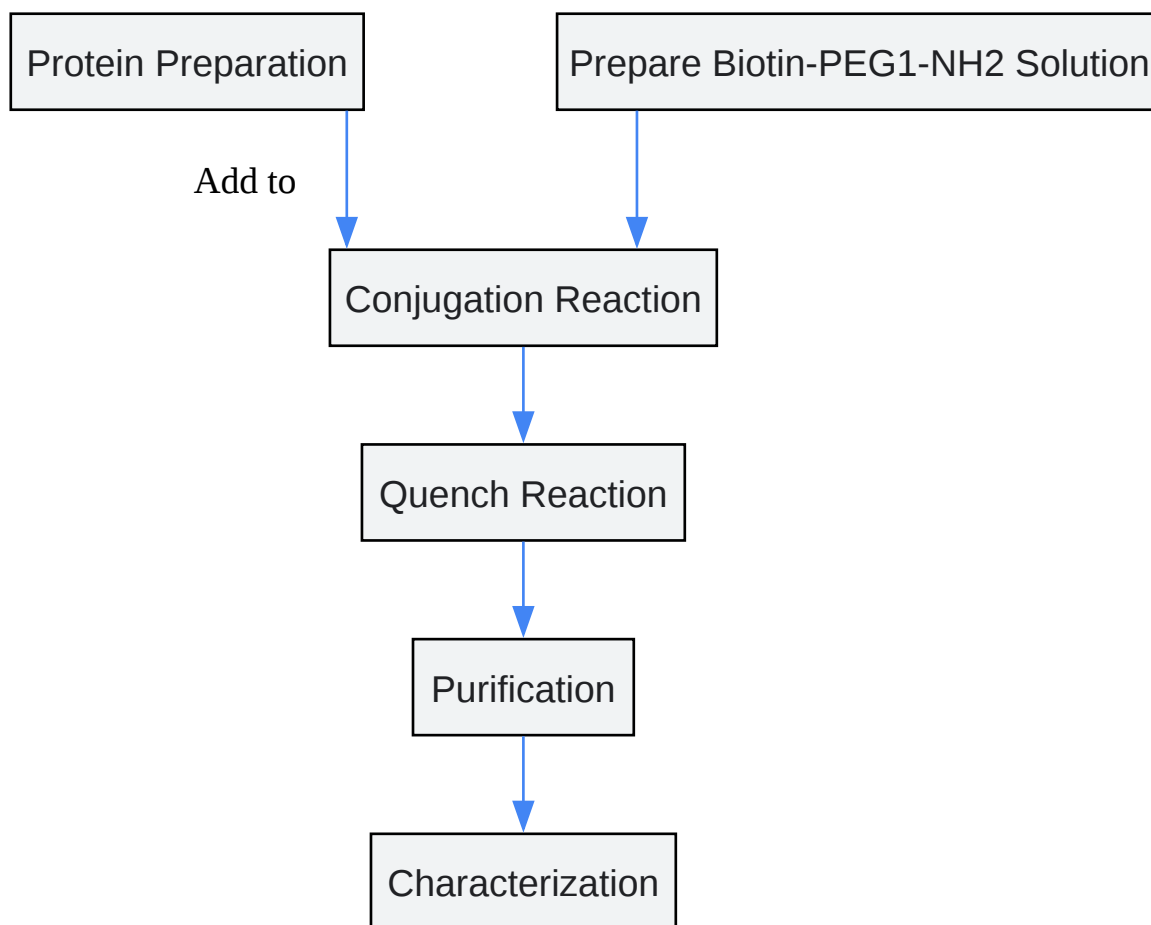 Protein Preparation
Prepare Biotin-PEG1-NH2 Solution
Add to
Conjugation Reaction
Quench Reaction
Purification
Characterization